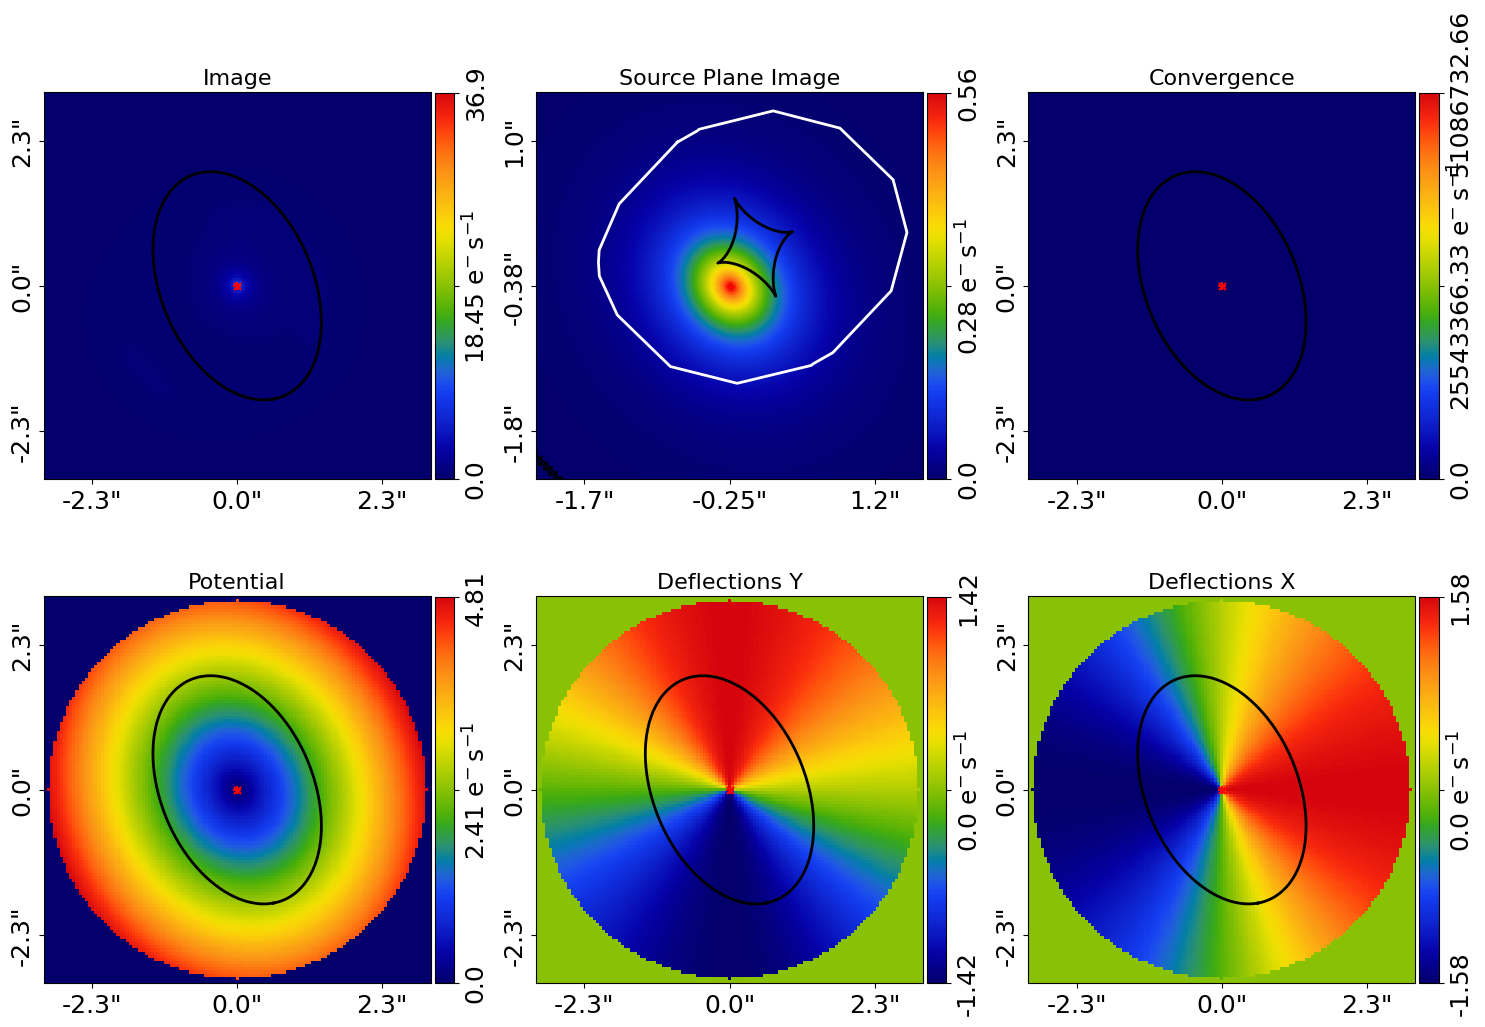 Image
2.3"
0.0"
-2.3"
-2.3" 0.0" 2.3"
36.9
18.45 e⁻ s⁻¹
0.0
Source Plane Image
1.0"
-0.38"
-1.8"
-1.7" -0.25" 1.2"
0.56
0.28 e⁻ s⁻¹
0.0
Convergence
2.3"
0.0"
-2.3"
-2.3" 0.0" 2.3"
51086732.66
25543366.33 e⁻ s⁻¹
0.0
Potential
2.3"
0.0"
-2.3"
-2.3" 0.0" 2.3"
4.81
2.41 e⁻ s⁻¹
0.0
Deflections Y
2.3"
0.0"
-2.3"
-2.3" 0.0" 2.3"
1.42
0.0 e⁻ s⁻¹
-1.42
Deflections X
2.3"
0.0"
-2.3"
-2.3" 0.0" 2.3"
1.58
0.0 e⁻ s⁻¹
-1.58